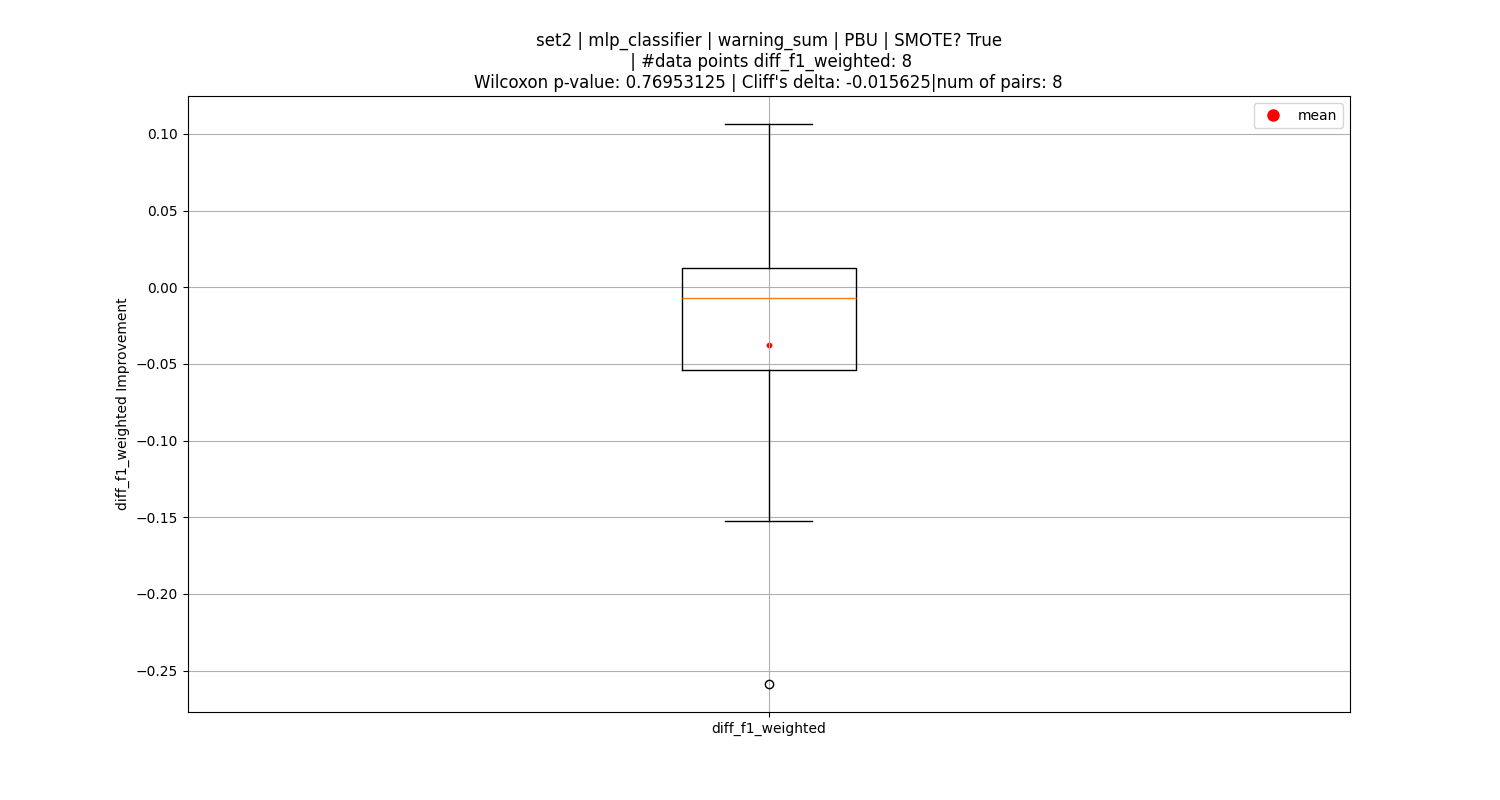 set2 | mlp_classifier | warning_sum | PBU | SMOTE? True
| #data points diff_f1_weighted: 8
Wilcoxon p-value: 0.76953125 | Cliff's delta: -0.015625|num of pairs: 8
mean
0.10
0.05
0.00
−0.05
−0.10
−0.15
−0.20
−0.25
diff_f1_weighted Improvement
diff_f1_weighted